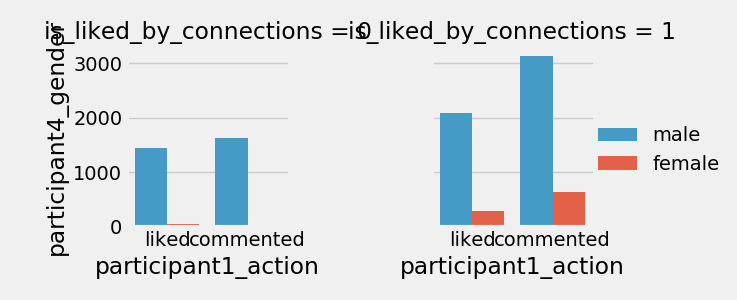 is_liked_by_connections = 0
is_liked_by_connections = 1
participant4_gender
3000
2000
1000
0
liked
commented
liked
commented
participant1_action
participant1_action
male
female